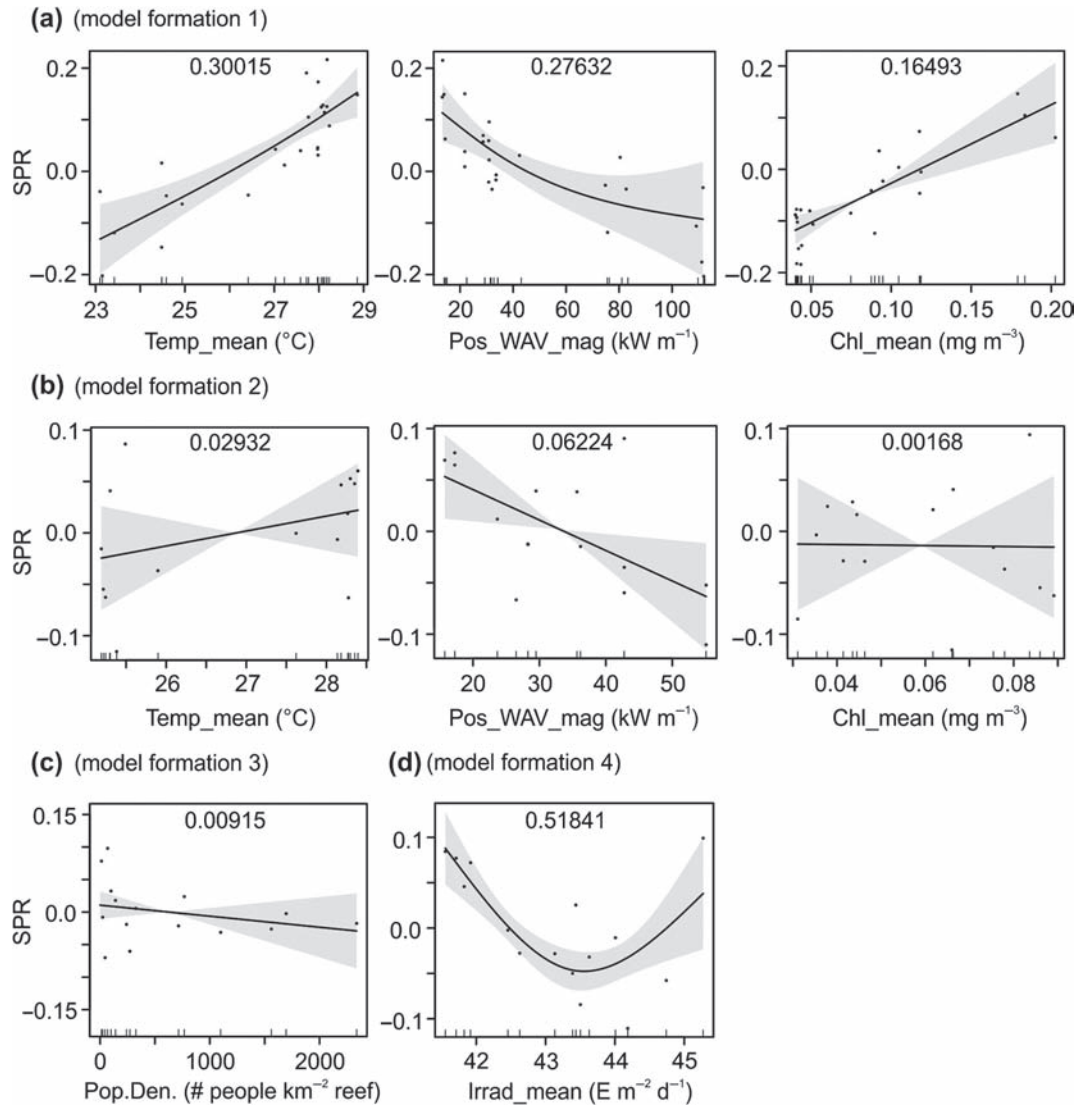 (a) (model formation 1)
0.30015 0.27632 0.16493
0.2 0.2 0.2
0.0 0.0 0.0
–0.2 –0.2 –0.2
SPR
23 25 27 29 20 40 60 80 100 0.05 0.10 0.15 0.20
Temp_mean (°C) Pos_WAV_mag (kW m⁻¹) Chl_mean (mg m⁻³)
(b) (model formation 2)
0.02932 0.06224 0.00168
0.1 0.1 0.1
0.0 0.0 0.0
–0.1 –0.1 –0.1
SPR
26 27 28 20 30 40 50 0.04 0.06 0.08
Temp_mean (°C) Pos_WAV_mag (kW m⁻¹) Chl_mean (mg m⁻³)
(c) (model formation 3) (d) (model formation 4)
0.00915 0.51841
0.15 0.1
0.0 0.0
–0.15 –0.1
SPR
0 1000 2000 42 43 44 45
Pop.Den. (# people km⁻² reef) Irrad_mean (E m⁻² d⁻¹)